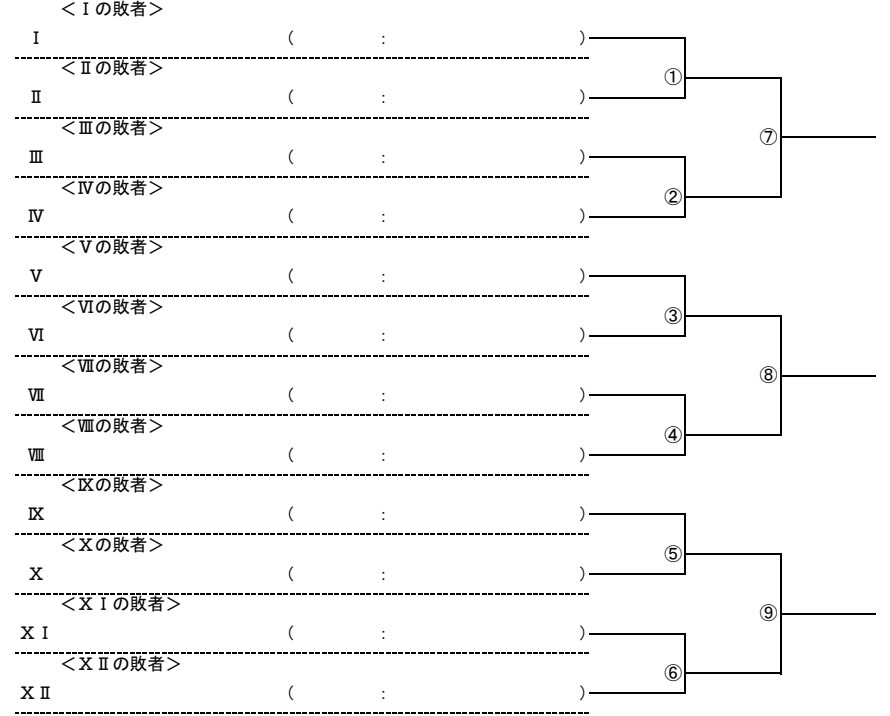 ＜Ⅰの敗者＞
Ⅰ ( : )
＜Ⅱの敗者＞
①
Ⅱ ( : )
＜Ⅲの敗者＞
⑦
Ⅲ ( : )
＜Ⅳの敗者＞
②
Ⅳ ( : )
＜Ⅴの敗者＞
Ⅴ ( : )
＜Ⅵの敗者＞
③
Ⅵ ( : )
＜Ⅶの敗者＞
⑧
Ⅶ ( : )
＜Ⅷの敗者＞
④
Ⅷ ( : )
＜Ⅸの敗者＞
Ⅸ ( : )
＜Ⅹの敗者＞
⑤
Ⅹ ( : )
＜ⅩⅠの敗者＞
⑨
ⅩⅠ ( : )
＜ⅩⅡの敗者＞
⑥
ⅩⅡ ( : )